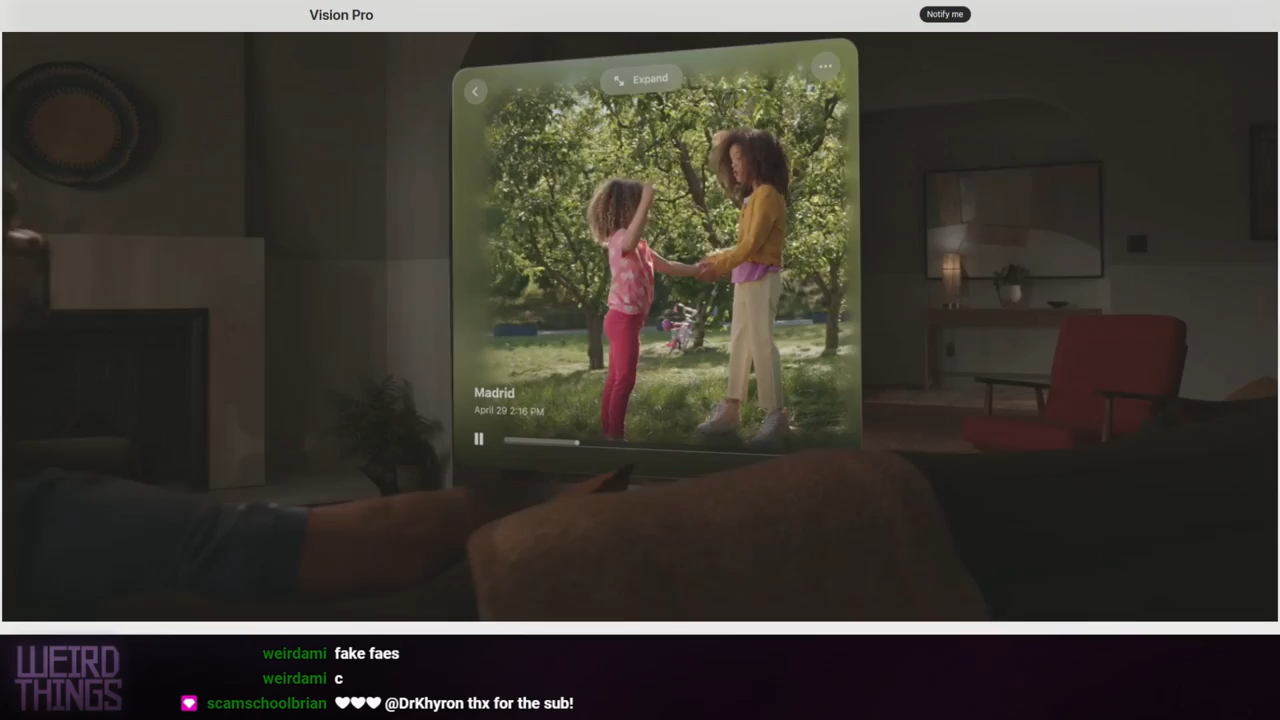 Vision Pro
Notify me
Expand
Madrid
April 29 2:16 PM
WEIRD
THINGS
weirdami fake faes
weirdami c
scamschoolbrian 🤍🤍🤍 @DrKhyron thx for the sub!